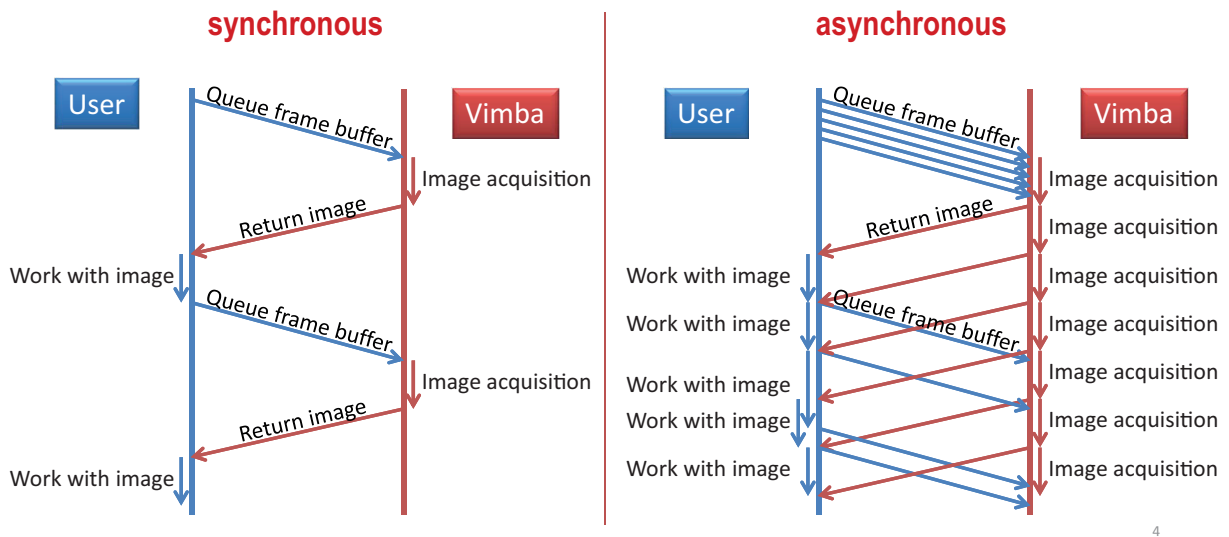 synchronous
User
Vimba
Queue frame buffer
Image acquisition
Return image
Work with image
Queue frame buffer
Image acquisition
Return image
Work with image
asynchronous
User
Vimba
Queue frame buffer
Image acquisition
Return image
Image acquisition
Work with image
Image acquisition
Queue frame buffer
Work with image
Image acquisition
Work with image
Image acquisition
Work with image
Image acquisition
Work with image
Image acquisition
4